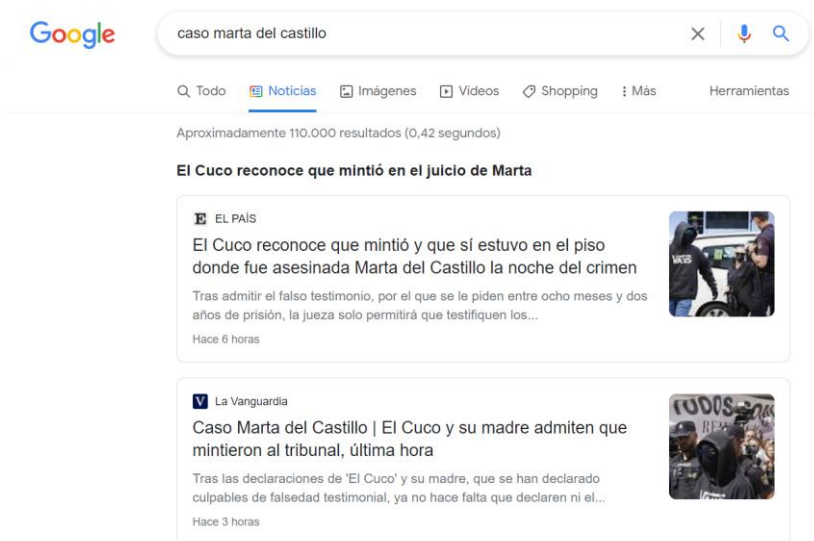 Google
caso marta del castillo
Todo Noticias Imágenes Vídeos Shopping Más Herramientas
Aproximadamente 110.000 resultados (0,42 segundos)
El Cuco reconoce que mintió en el juicio de Marta
E EL PAÍS
El Cuco reconoce que mintió y que sí estuvo en el piso
donde fue asesinada Marta del Castillo la noche del crimen
Tras admitir el falso testimonio, por el que se le piden entre ocho meses y dos
años de prisión, la jueza solo permitirá que testifiquen los...
Hace 6 horas
VANS
V La Vanguardia
Caso Marta del Castillo | El Cuco y su madre admiten que
mintieron al tribunal, última hora
Tras las declaraciones de 'El Cuco' y su madre, que se han declarado
culpables de falsedad testimonial, ya no hace falta que declaren ni el...
Hace 3 horas
TODOS